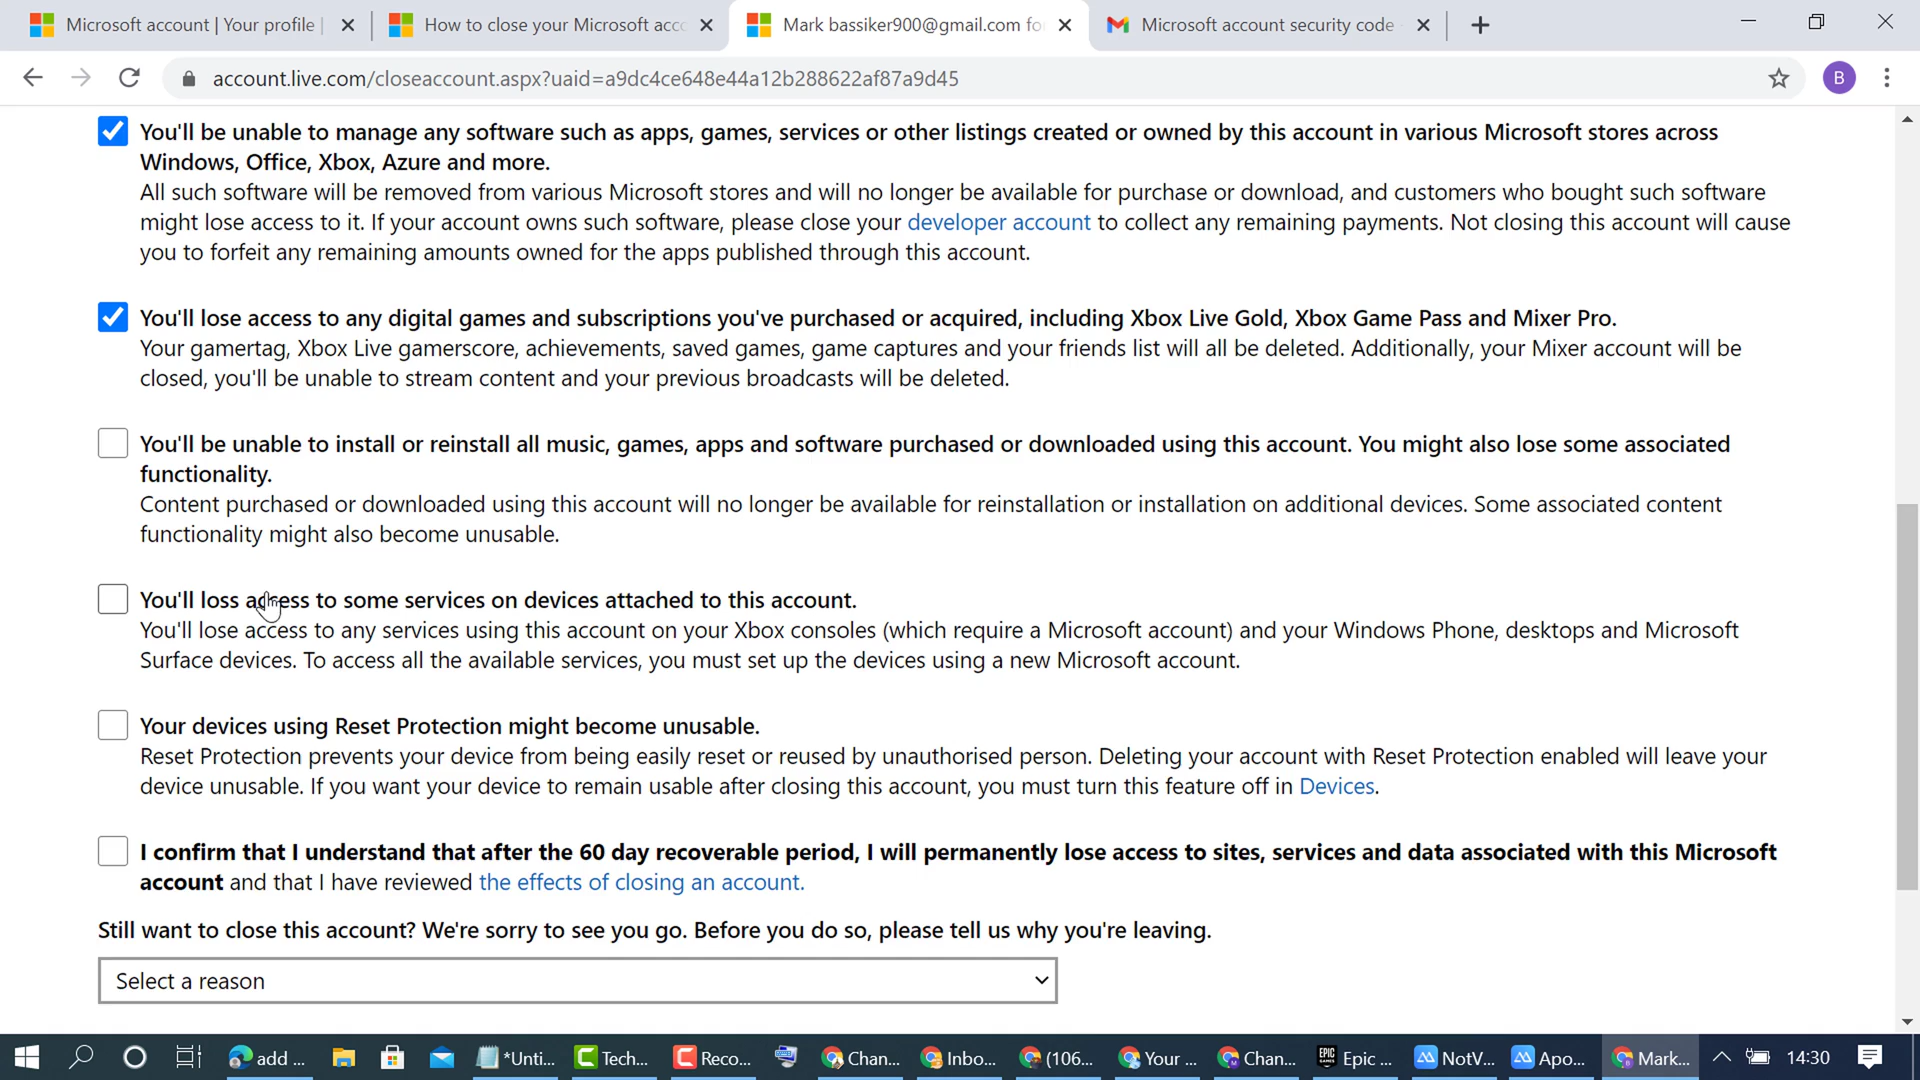 Microsoft account | Your profile |
How to close your Microsoft acc
Mark bassiker900@gmail.com fo
Microsoft account security code
account.live.com/closeaccount.aspx?uaid=a9dc4ce648e44a12b288622af87a9d45
B
You'll be unable to manage any software such as apps, games, services or other listings created or owned by this account in various Microsoft stores across
Windows, Office, Xbox, Azure and more.
All such software will be removed from various Microsoft stores and will no longer be available for purchase or download, and customers who bought such software
might lose access to it. If your account owns such software, please close your developer account to collect any remaining payments. Not closing this account will cause
you to forfeit any remaining amounts owned for the apps published through this account.
You'll lose access to any digital games and subscriptions you've purchased or acquired, including Xbox Live Gold, Xbox Game Pass and Mixer Pro.
Your gamertag, Xbox Live gamerscore, achievements, saved games, game captures and your friends list will all be deleted. Additionally, your Mixer account will be
closed, you'll be unable to stream content and your previous broadcasts will be deleted.
You'll be unable to install or reinstall all music, games, apps and software purchased or downloaded using this account. You might also lose some associated
functionality.
Content purchased or downloaded using this account will no longer be available for reinstallation or installation on additional devices. Some associated content
functionality might also become unusable.
You'll loss access to some services on devices attached to this account.
You'll lose access to any services using this account on your Xbox consoles (which require a Microsoft account) and your Windows Phone, desktops and Microsoft
Surface devices. To access all the available services, you must set up the devices using a new Microsoft account.
Your devices using Reset Protection might become unusable.
Reset Protection prevents your device from being easily reset or reused by unauthorised person. Deleting your account with Reset Protection enabled will leave your
device unusable. If you want your device to remain usable after closing this account, you must turn this feature off in Devices.
I confirm that I understand that after the 60 day recoverable period, I will permanently lose access to sites, services and data associated with this Microsoft
account and that I have reviewed the effects of closing an account.
Still want to close this account? We're sorry to see you go. Before you do so, please tell us why you're leaving.
Select a reason
add ... *Unti... Tech... Reco... Chan... Inbo... (106... Your ... Chan... EPIC GAMES Epic ... NotV... Apo... Mark... 14:30